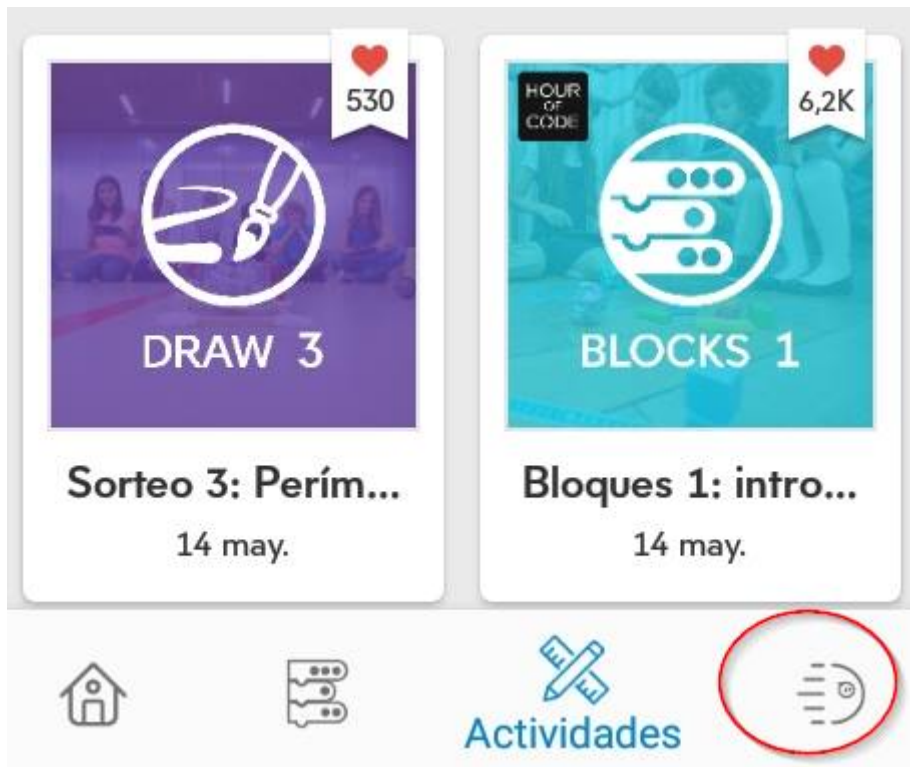 530
DRAW 3
Sorteo 3: Perím...
14 may.
HOUR
OF
CODE
6,2K
BLOCKS 1
Bloques 1: intro...
14 may.
Actividades